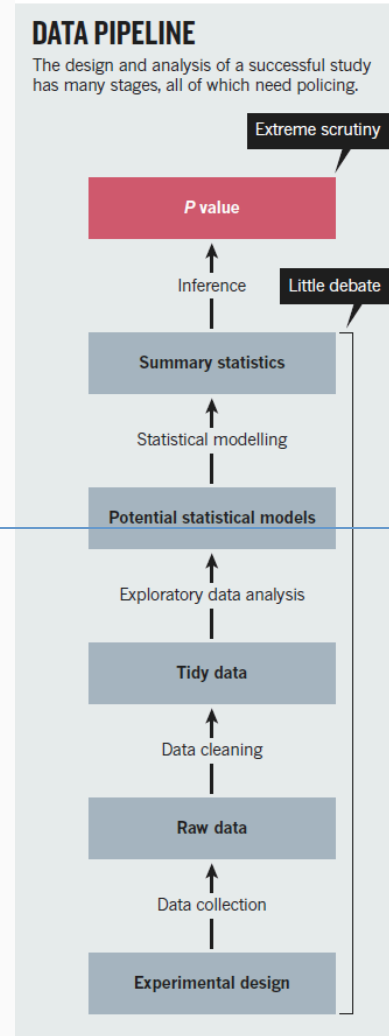 DATA PIPELINE
The design and analysis of a successful study
has many stages, all of which need policing.
Extreme scrutiny
P value
Inference
Little debate
Summary statistics
Statistical modelling
Potential statistical models
Exploratory data analysis
Tidy data
Data cleaning
Raw data
Data collection
Experimental design